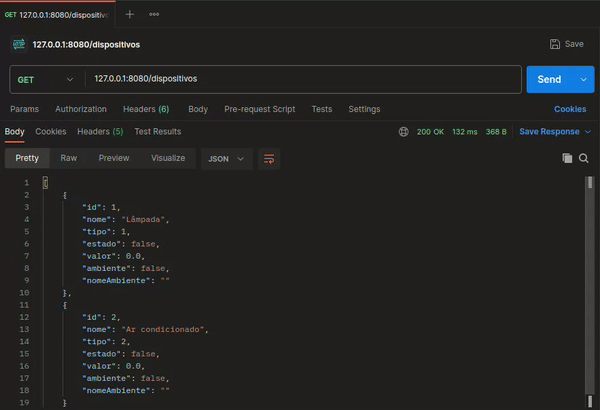 GET 127.0.0.1:8080/dispositivo
HTTP 127.0.0.1:8080/dispositivos Save
GET 127.0.0.1:8080/dispositivos Send
Params Authorization Headers (6) Body Pre-request Script Tests Settings Cookies
Body Cookies Headers (5) Test Results 200 OK 132 ms 368 B Save Response
Pretty Raw Preview Visualize JSON
1 [
2 {
3 "id": 1,
4 "nome": "Lâmpada",
5 "tipo": 1,
6 "estado": false,
7 "valor": 0.0,
8 "ambiente": false,
9 "nomeAmbiente": ""
10 },
11 {
12 "id": 2,
13 "nome": "Ar condicionado",
14 "tipo": 2,
15 "estado": false,
16 "valor": 0.0,
17 "ambiente": false,
18 "nomeAmbiente": ""
19 }